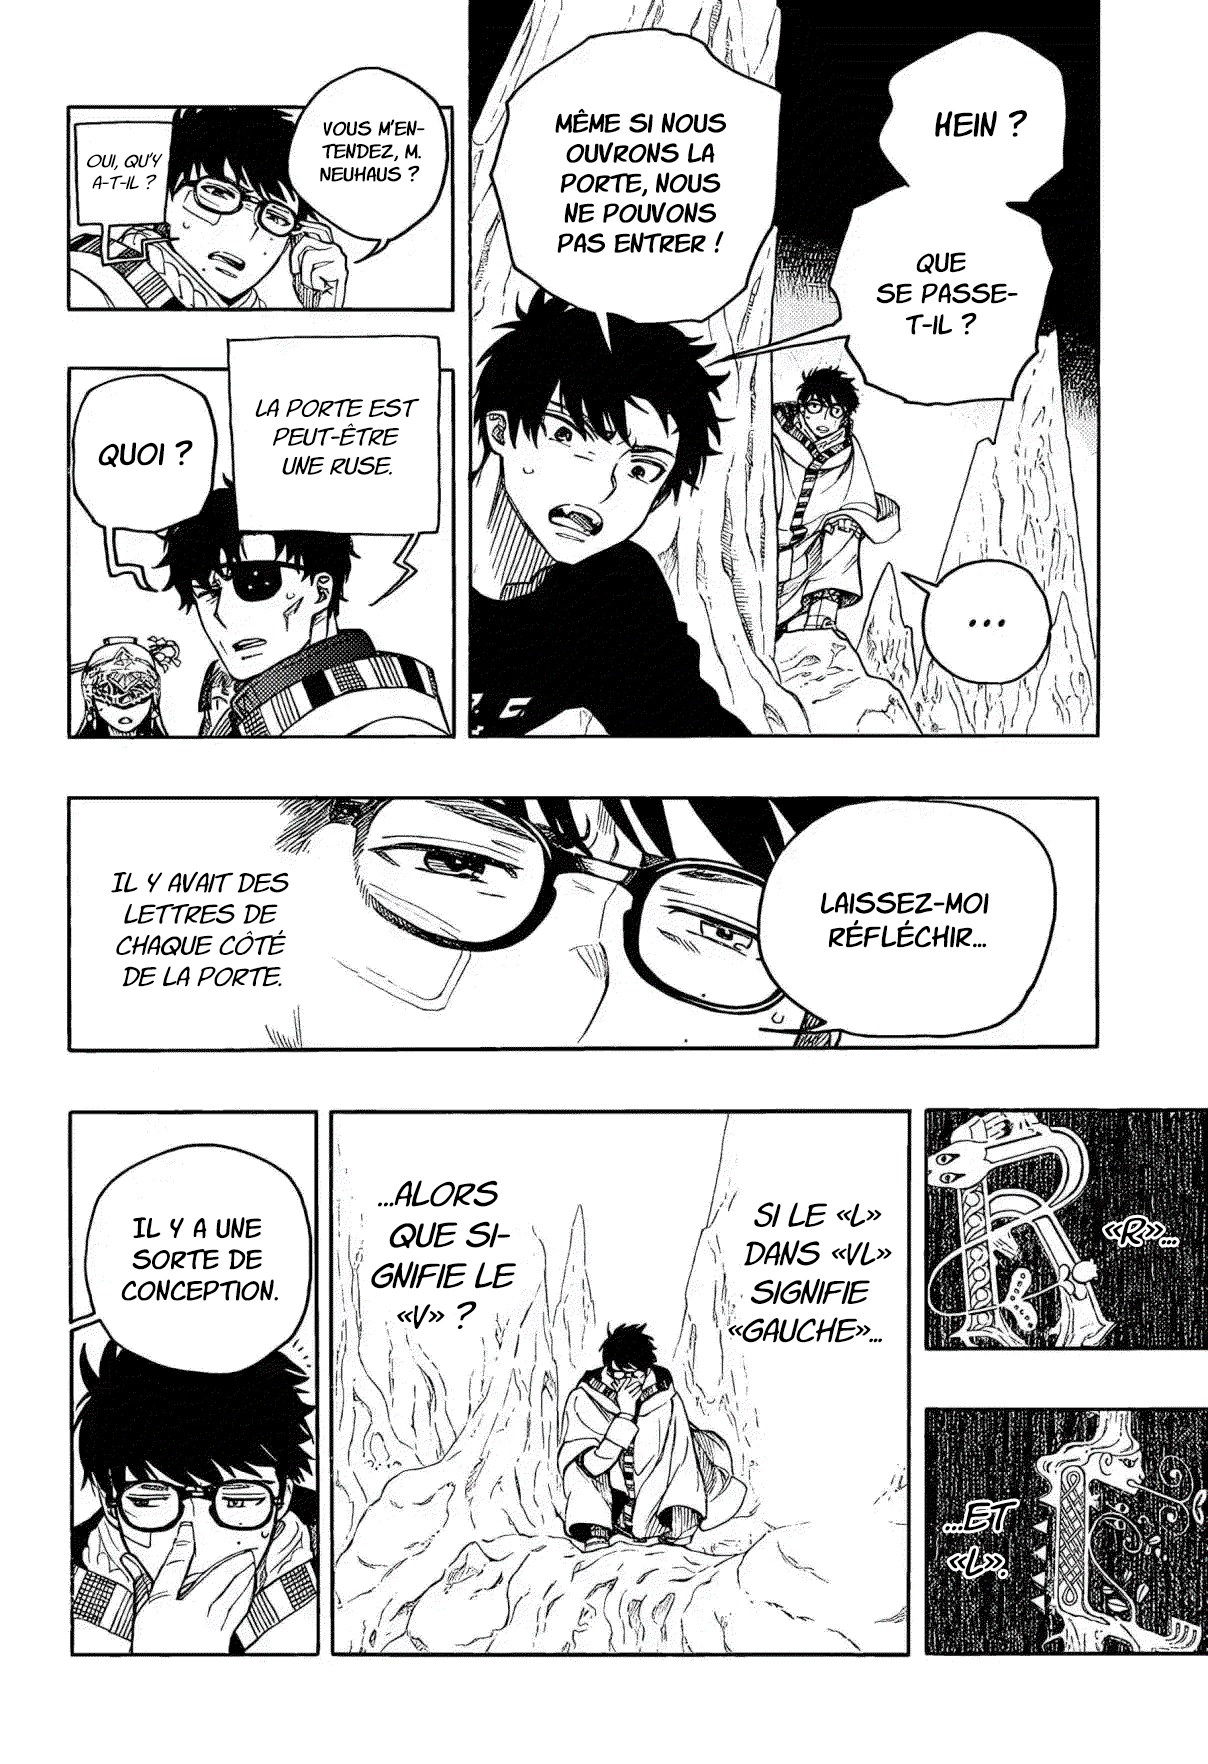 HEIN ?
QUE
SE PASSE-
T-IL ?
MÊME SI NOUS
OUVRONS LA
PORTE, NOUS
NE POUVONS
PAS ENTRER !
...
VOUS M'EN-
TENDEZ, M.
NEUHAUS ?
OUI, QU'Y
A-T-IL ?
LA PORTE EST
PEUT-ÊTRE
UNE RUSE.
QUOI ?
LAISSEZ-MOI
RÉFLÉCHIR...
IL Y AVAIT DES
LETTRES DE
CHAQUE CÔTÉ
DE LA PORTE.
R
«R»...
...ET
«L».
L
SI LE «L»
DANS «VL»
SIGNIFIE
«GAUCHE»...
...ALORS
QUE SI-
GNIFIE LE
«V» ?
IL Y A UNE
SORTE DE
CONCEPTION.